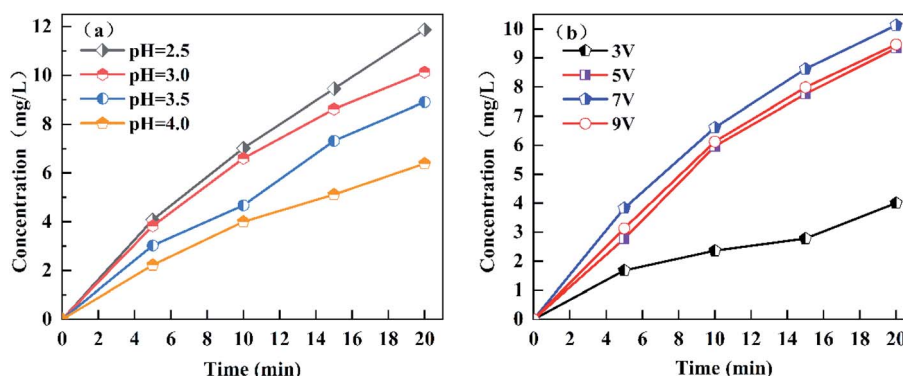 (a)
pH=2.5
pH=3.0
pH=3.5
pH=4.0
Concentration (mg/L)
12
10
8
6
4
2
0
0 2 4 6 8 10 12 14 16 18 20
Time (min)
(b)
3V
5V
7V
9V
Concentration (mg/L)
10
9
8
7
6
5
4
3
2
1
0
0 2 4 6 8 10 12 14 16 18 20
Time (min)